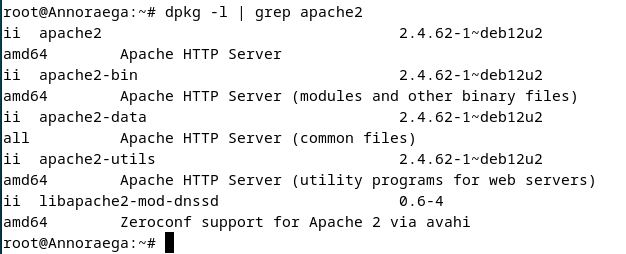 root@Annoraega:~# dpkg -l | grep apache2
ii  apache2                                 2.4.62-1~deb12u2
amd64        Apache HTTP Server
ii  apache2-bin                             2.4.62-1~deb12u2
amd64        Apache HTTP Server (modules and other binary files)
ii  apache2-data                            2.4.62-1~deb12u2
all          Apache HTTP Server (common files)
ii  apache2-utils                           2.4.62-1~deb12u2
amd64        Apache HTTP Server (utility programs for web servers)
ii  libapache2-mod-dnssd                    0.6-4
amd64        Zeroconf support for Apache 2 via avahi
root@Annoraega:~#